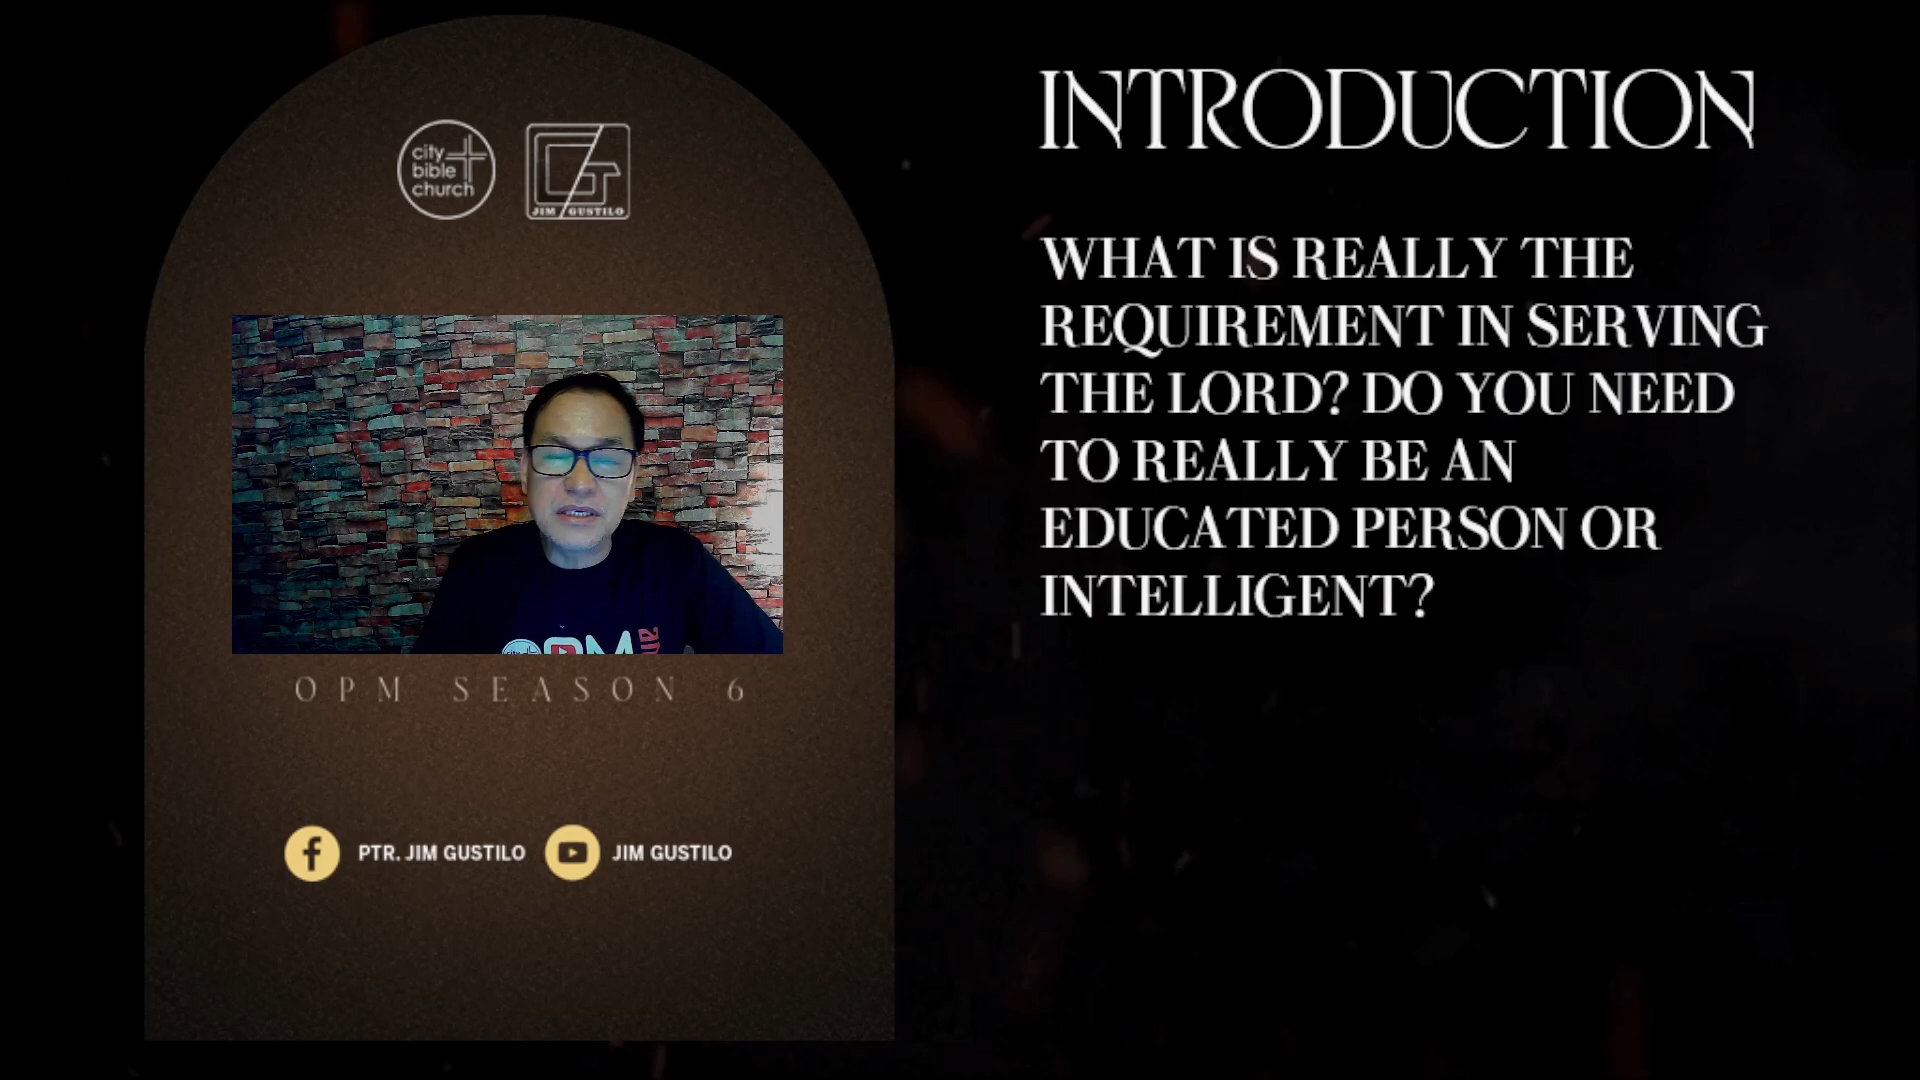 city
bible
church
JIM GUSTILO
OPM
OPM SEASON 6
PTR. JIM GUSTILO
JIM GUSTILO
INTRODUCTION
WHAT IS REALLY THE
REQUIREMENT IN SERVING
THE LORD? DO YOU NEED
TO REALLY BE AN
EDUCATED PERSON OR
INTELLIGENT?